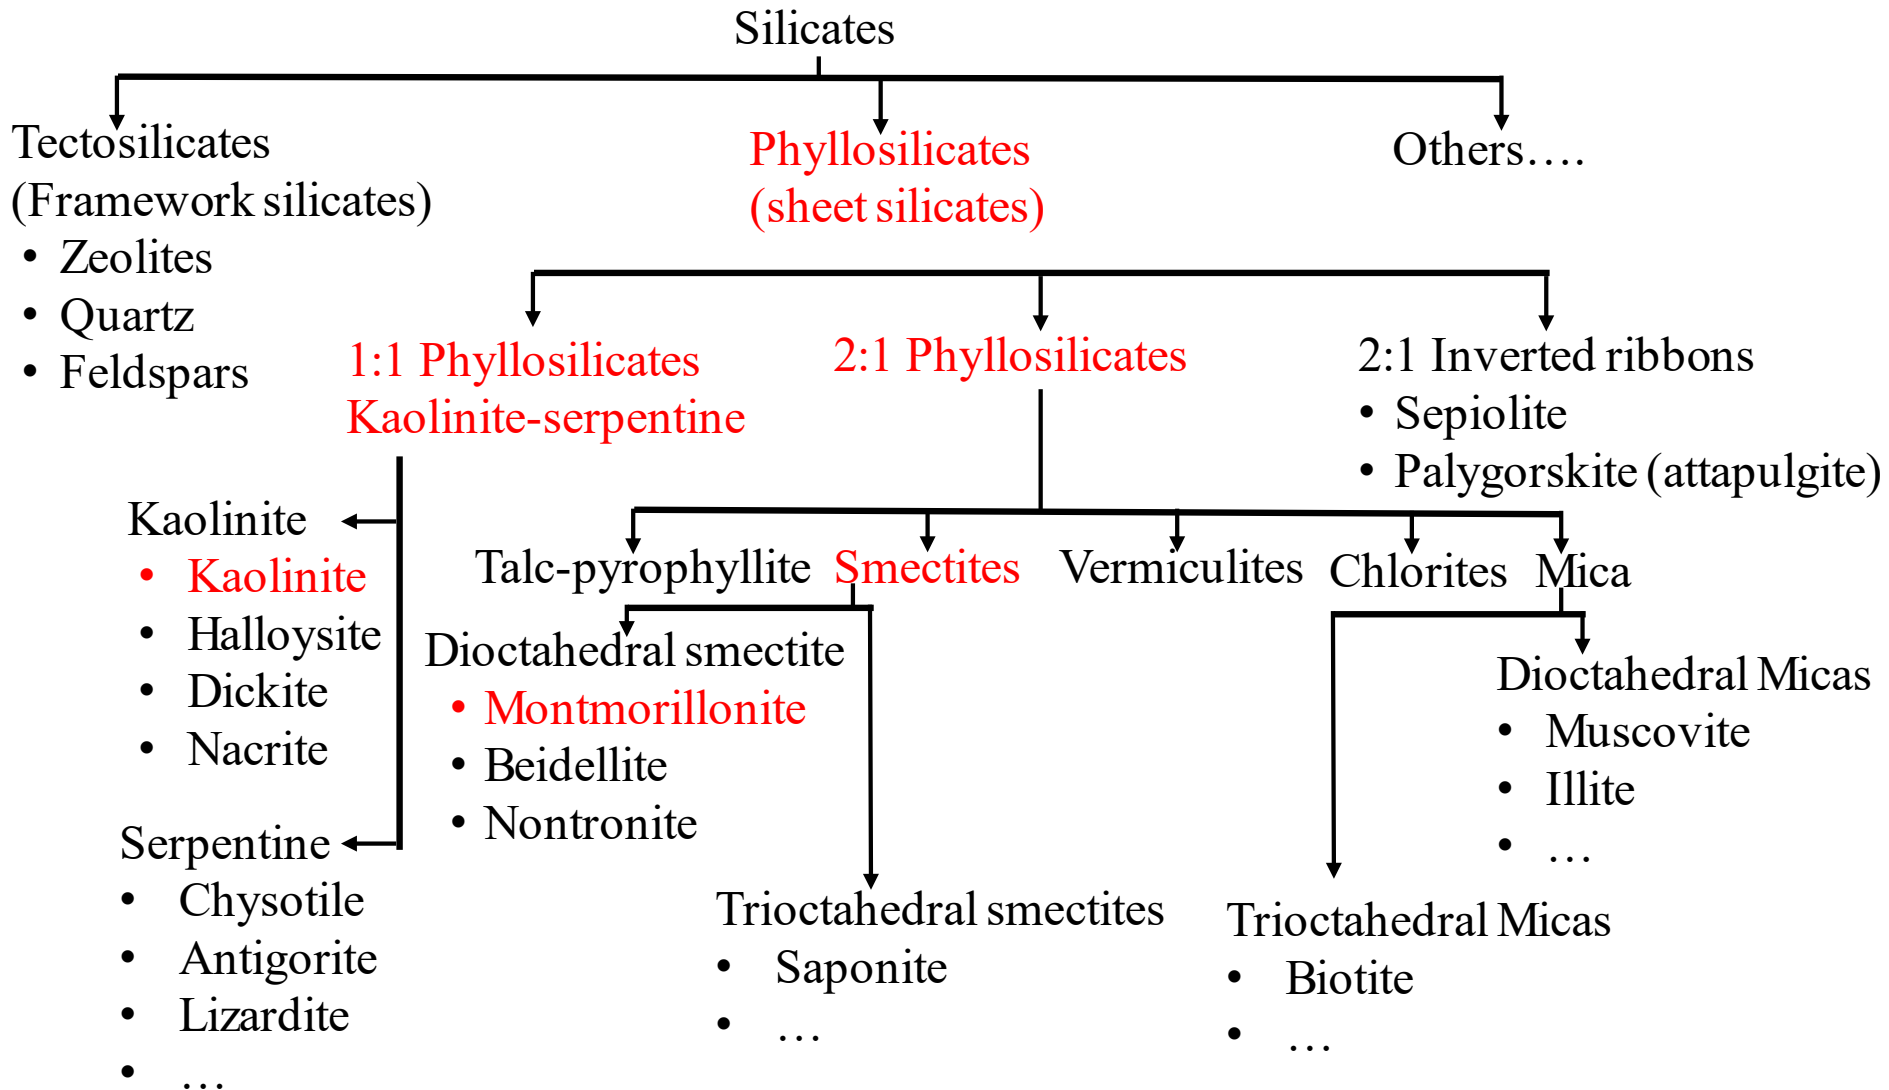 Silicates
Tectosilicates
(Framework silicates)
• Zeolites
• Quartz
• Feldspars
Phyllosilicates
(sheet silicates)
Others….
1:1 Phyllosilicates
Kaolinite-serpentine
2:1 Phyllosilicates
2:1 Inverted ribbons
• Sepiolite
• Palygorskite (attapulgite)
Kaolinite
• Kaolinite
• Halloysite
• Dickite
• Nacrite
Serpentine
• Chysotile
• Antigorite
• Lizardite
• …
Talc-pyrophyllite
Smectites
Vermiculites
Chlorites
Mica
Dioctahedral smectite
• Montmorillonite
• Beidellite
• Nontronite
Trioctahedral smectites
• Saponite
• …
Dioctahedral Micas
• Muscovite
• Illite
• …
Trioctahedral Micas
• Biotite
• …